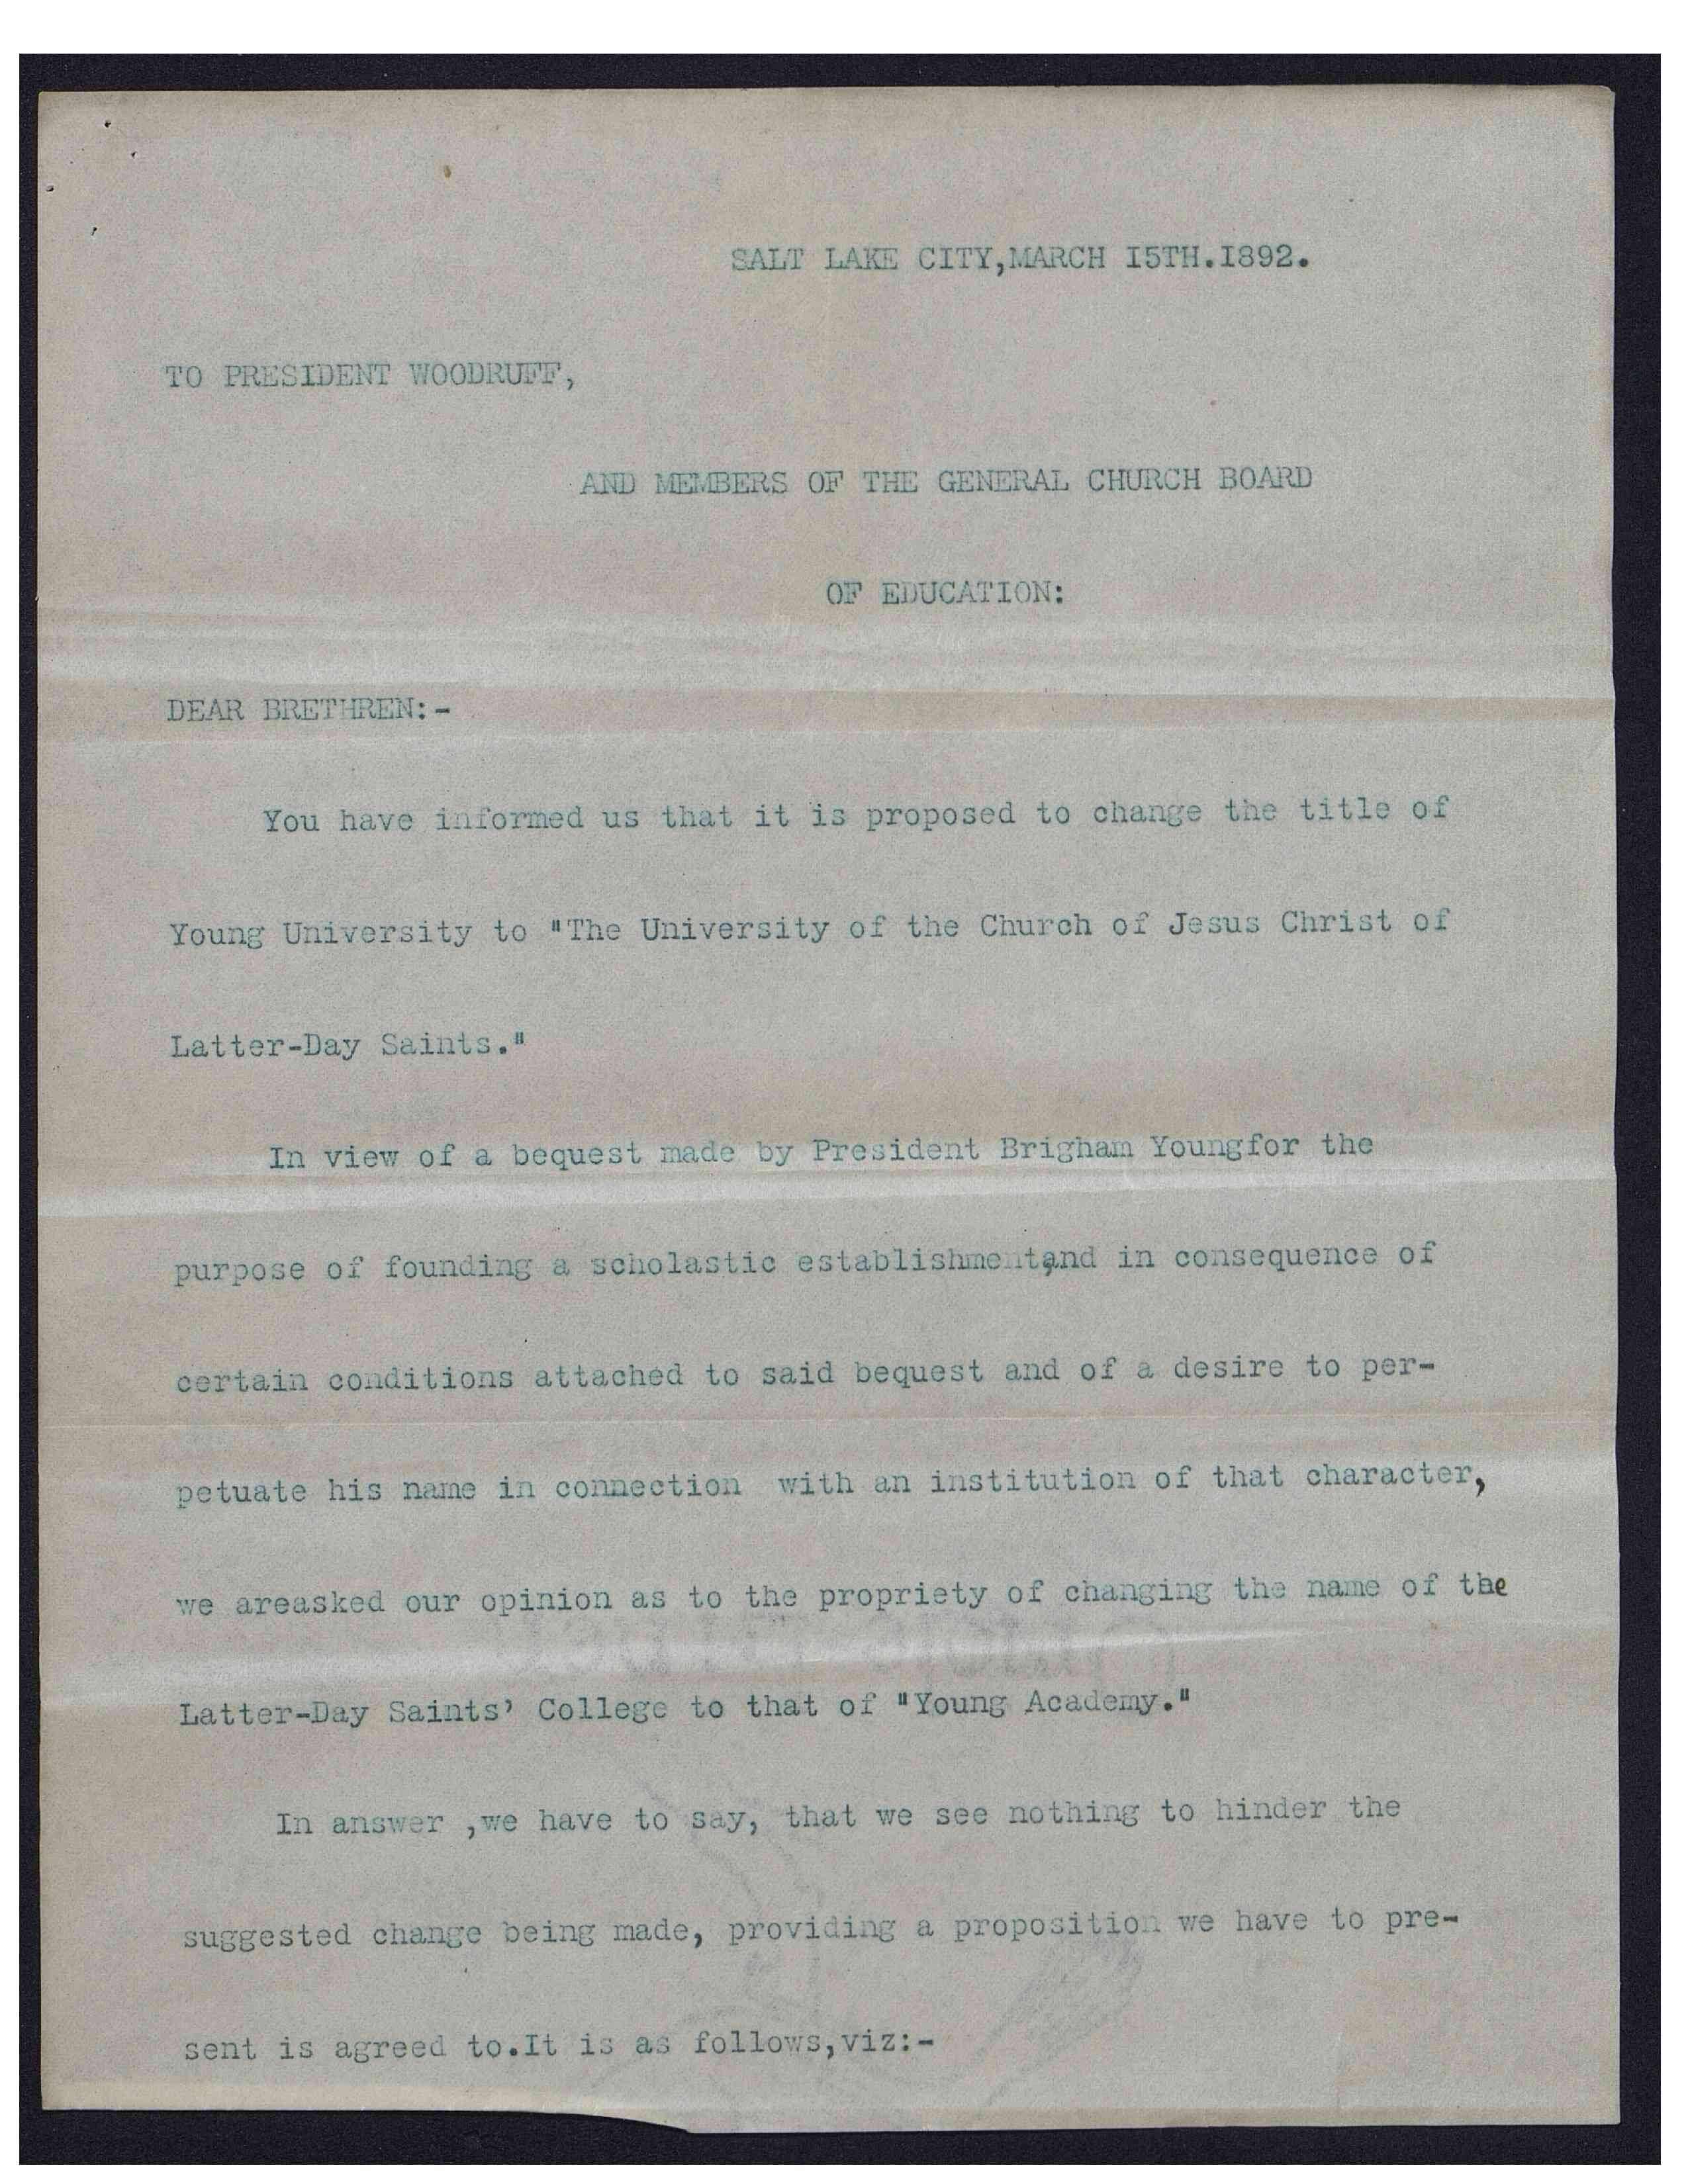 SALT LAKE CITY,MARCH I5TH.I892.
TO PRESIDENT WOODRUFF,
AND MEMBERS OF THE GENERAL CHURCH BOARD
OF EDUCATION:
DEAR BRETHREN:-
You have informed us that it is proposed to change the title of
Young University to "The University of the Church of Jesus Christ of
Latter-Day Saints."
In view of a bequest made by President Brigham Youngfor the
purpose of founding a scholastic establishment,and in consequence of
certain conditions attached to said bequest and of a desire to per-
petuate his name in connection with an institution of that character,
we areasked our opinion as to the propriety of changing the name of the
Latter-Day Saints' College to that of "Young Academy."
In answer ,we have to say, that we see nothing to hinder the
suggested change being made, providing a proposition we have to pre-
sent is agreed to.It is as follows,viz:-